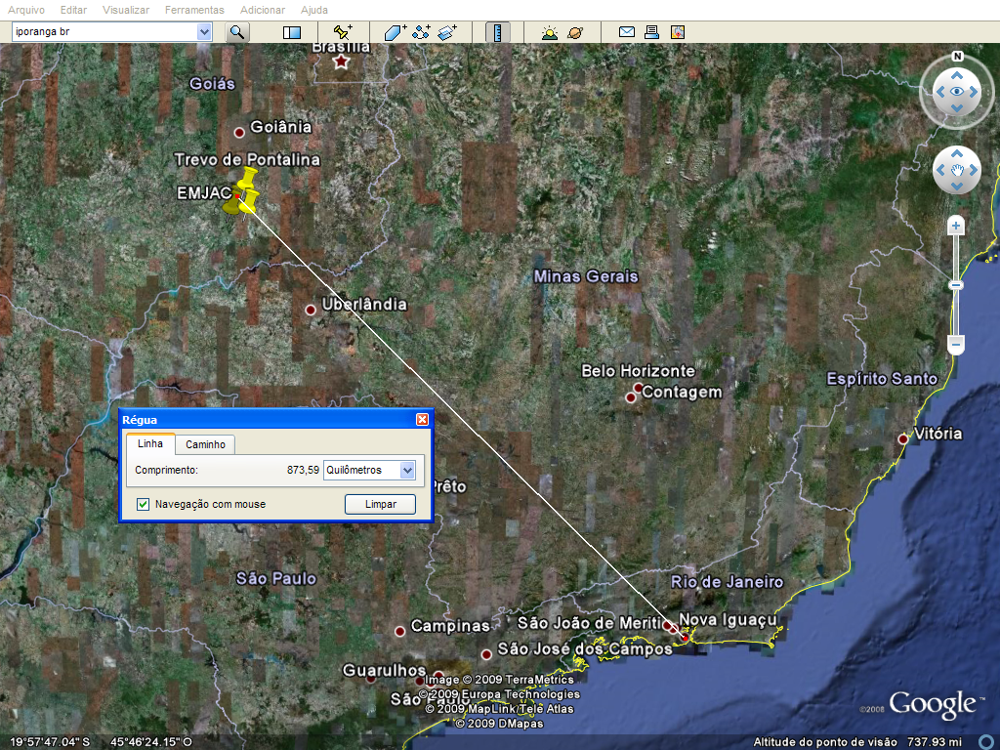 Arquivo Editar Visualizar Ferramentas Adicionar Ajuda
iporanga br
Brasília
N
Goiás
Goiânia
Trevo de Pontalina
EMJAC
Minas Gerais
Uberlândia
Belo Horizonte
Contagem
Espírito Santo
Vitória
Régua
Linha Caminho
Comprimento: 873,59 Quilômetros
Prêto
Navegação com mouse Limpar
São Paulo
Rio de Janeiro
Campinas
São João de Meriti
Nova Iguaçu
São José dos Campos
Guarulhos
São Paulo
Image © 2009 TerraMetrics
© 2009 Europa Technologies
© 2009 MapLink/Tele Atlas
© 2009 DMapas
©2008 Google™
19°57'47.04" S 45°46'24.15" O
Altitude do ponto de visão 737.93 mi